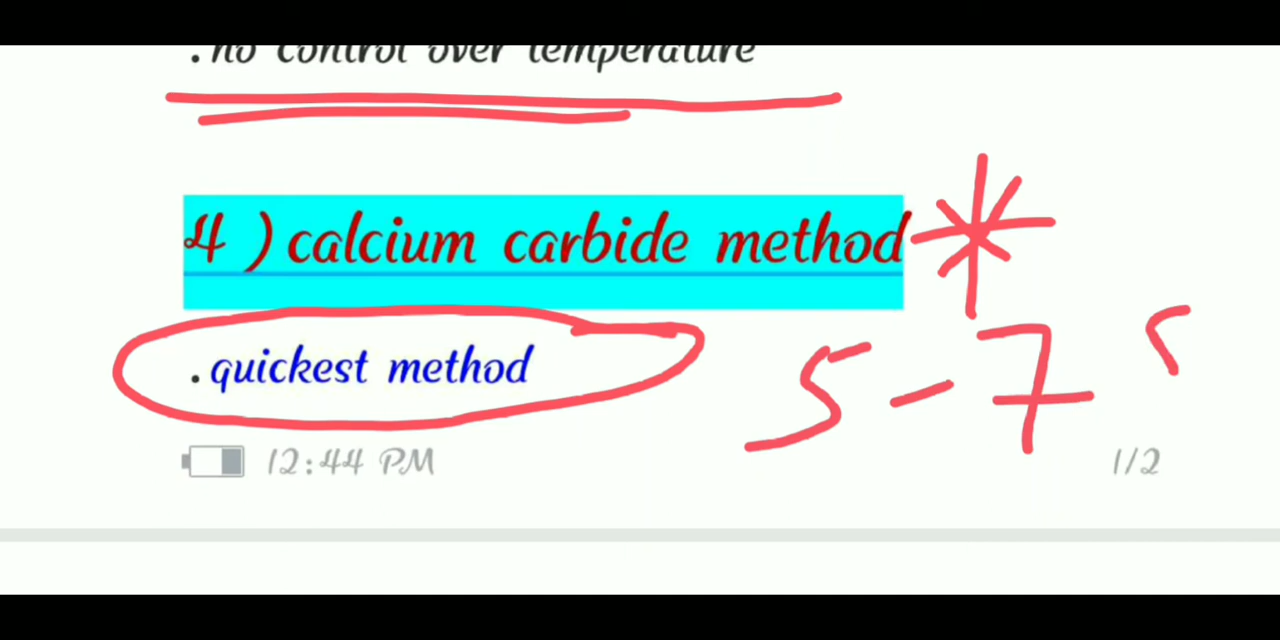 . no control over temperature
4 ) calcium carbide method
. quickest method
5-7
12:44 PM
1/2